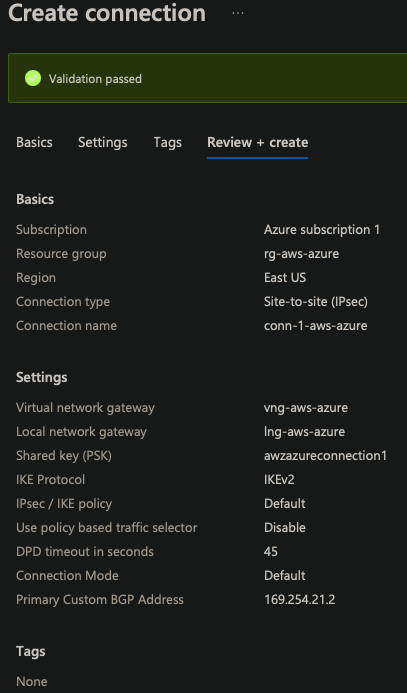 Create connection ...
Validation passed
Basics Settings Tags Review + create
Basics
Subscription Azure subscription 1
Resource group rg-aws-azure
Region East US
Connection type Site-to-site (IPsec)
Connection name conn-1-aws-azure
Settings
Virtual network gateway vng-aws-azure
Local network gateway lng-aws-azure
Shared key (PSK) awzazureconnection1
IKE Protocol IKEv2
IPsec / IKE policy Default
Use policy based traffic selector Disable
DPD timeout in seconds 45
Connection Mode Default
Primary Custom BGP Address 169.254.21.2
Tags
None